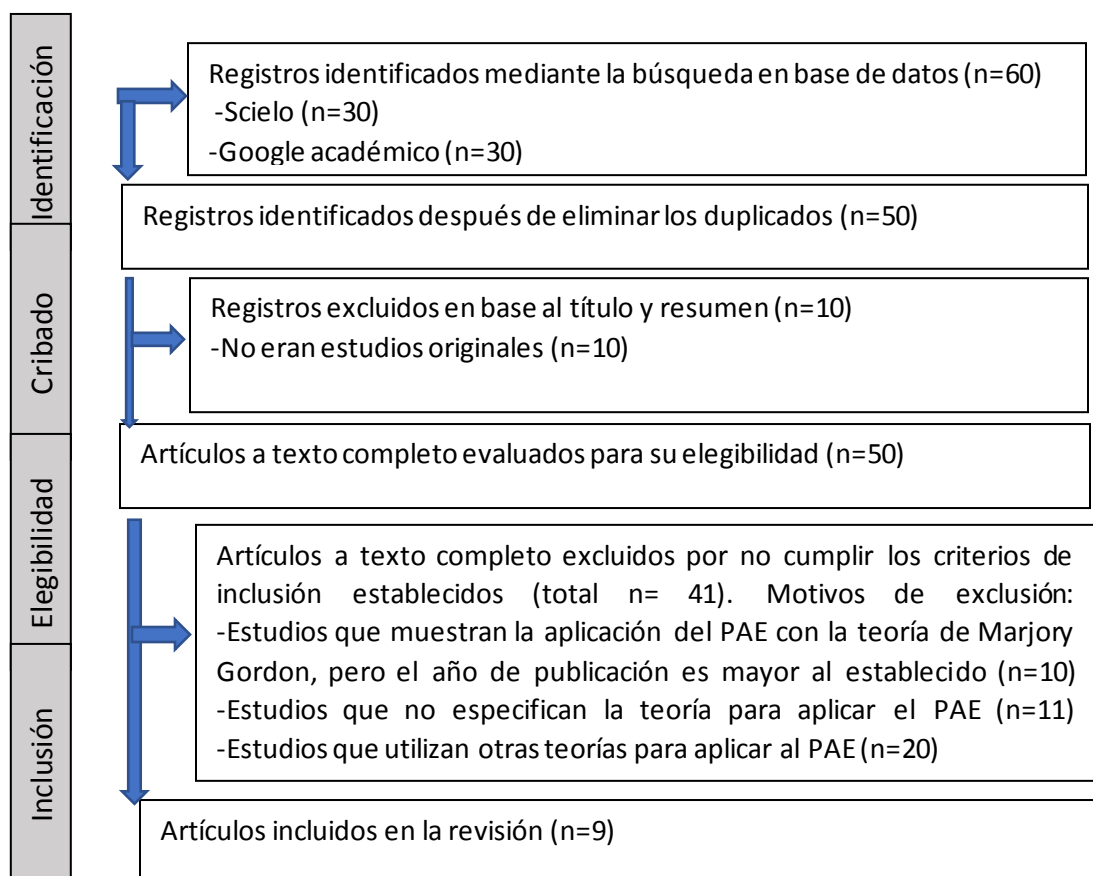 Identificación
Registros identificados mediante la búsqueda en base de datos (n=60)
-Scielo (n=30)
-Google académico (n=30)
Registros identificados después de eliminar los duplicados (n=50)
Cribado
Registros excluidos en base al título y resumen (n=10)
-No eran estudios originales (n=10)
Artículos a texto completo evaluados para su elegibilidad (n=50)
Elegibilidad
Artículos a texto completo excluidos por no cumplir los criterios de
inclusión establecidos (total n= 41). Motivos de exclusión:
-Estudios que muestran la aplicación del PAE con la teoría de Marjory
Gordon, pero el año de publicación es mayor al establecido (n=10)
-Estudios que no especifican la teoría para aplicar el PAE (n=11)
-Estudios que utilizan otras teorías para aplicar al PAE (n=20)
Inclusión
Artículos incluidos en la revisión (n=9)